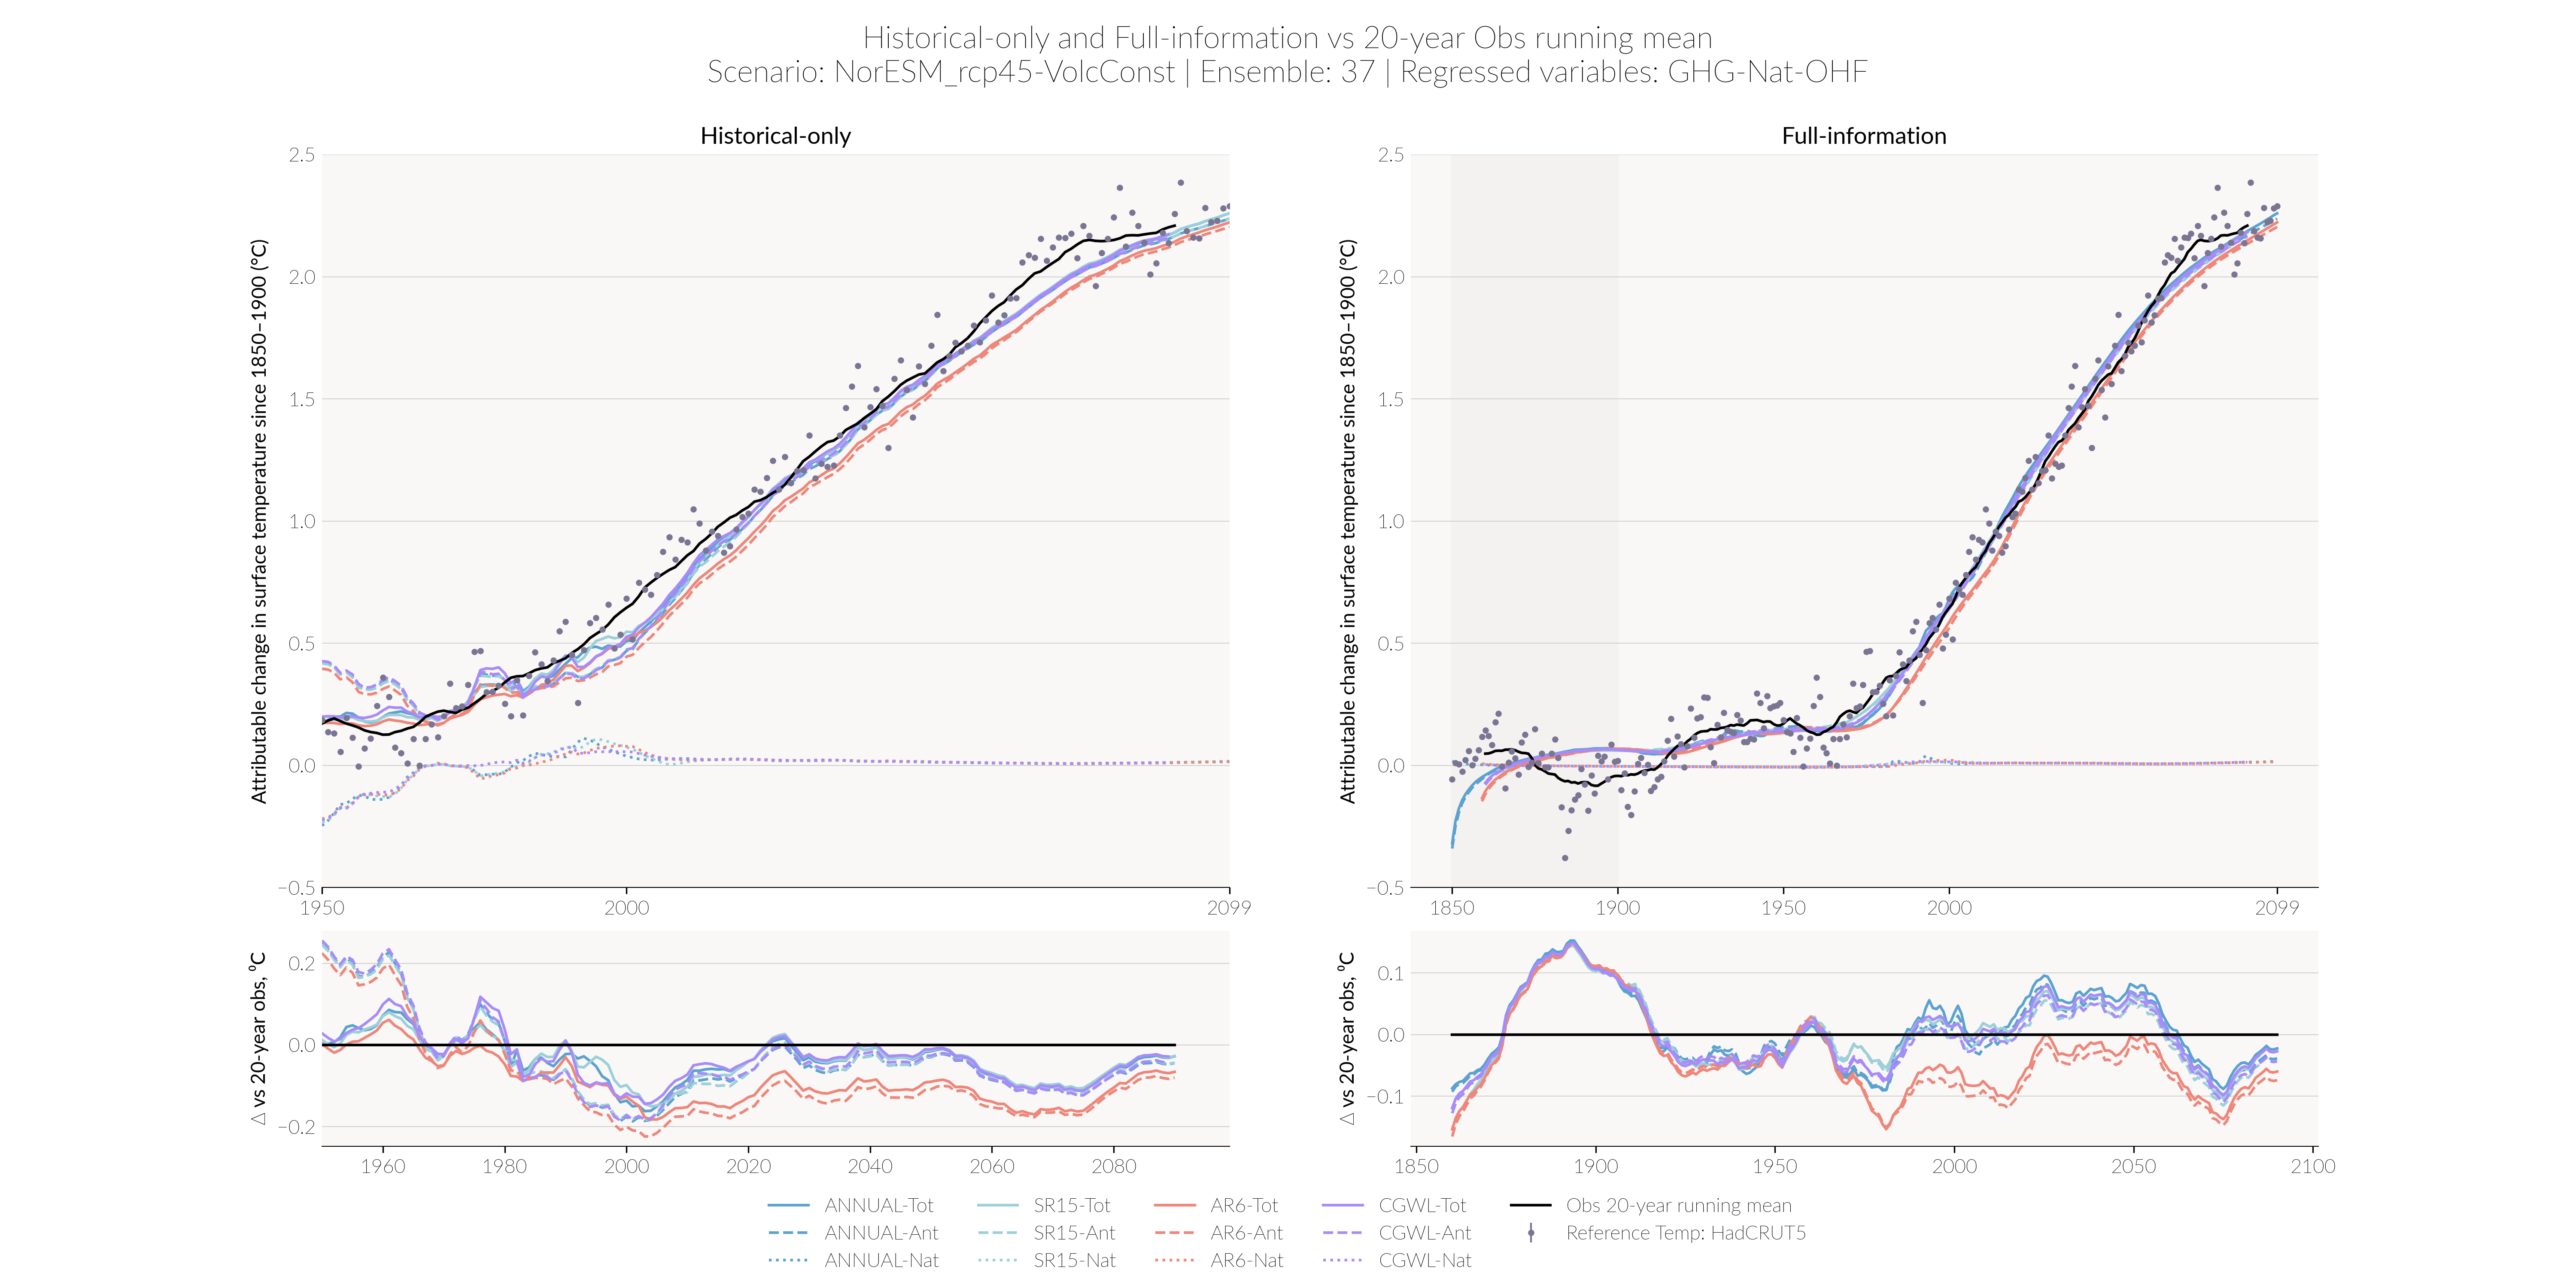 Historical-only and Full-information vs 20-year Obs running mean
Scenario: NorESM_rcp45-VolcConst | Ensemble: 37 | Regressed variables: GHG-Nat-OHF
Historical-only
Attributable change in surface temperature since 1850–1900 (°C)
2.5
2.0
1.5
1.0
0.5
0.0
−0.5
1950
2000
2099
Full-information
Attributable change in surface temperature since 1850–1900 (°C)
2.5
2.0
1.5
1.0
0.5
0.0
−0.5
1850
1900
1950
2000
2099
△ vs 20-year obs, °C
0.2
0.0
−0.2
1960
1980
2000
2020
2040
2060
2080
△ vs 20-year obs, °C
0.1
0.0
−0.1
1850
1900
1950
2000
2050
2100
ANNUAL-Tot
ANNUAL-Ant
ANNUAL-Nat
SR15-Tot
SR15-Ant
SR15-Nat
AR6-Tot
AR6-Ant
AR6-Nat
CGWL-Tot
CGWL-Ant
CGWL-Nat
Obs 20-year running mean
Reference Temp: HadCRUT5